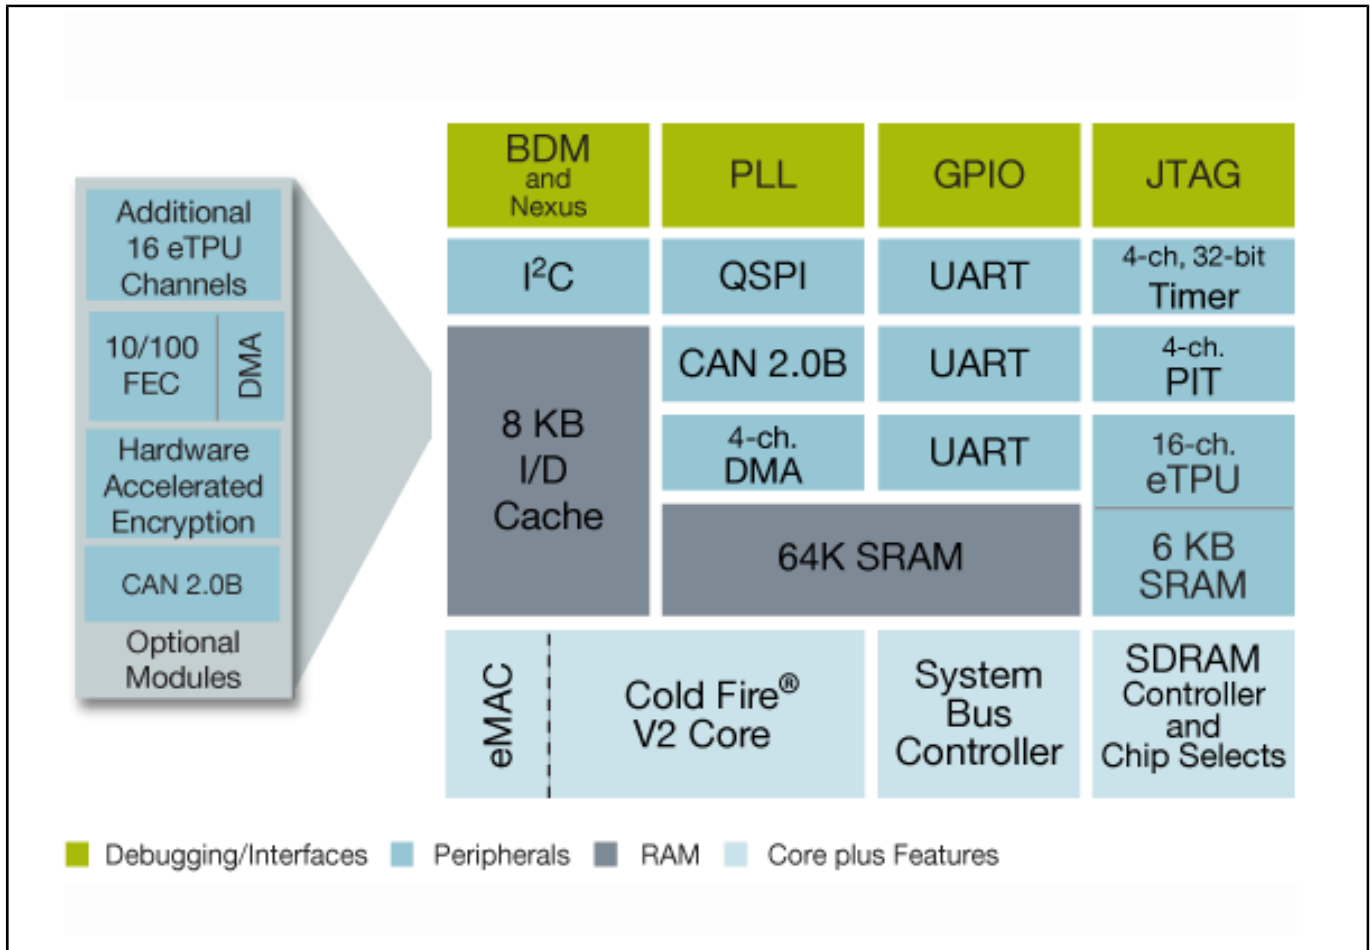 Additional
16 eTPU
Channels
10/100
FEC
DMA
Hardware
Accelerated
Encryption
CAN 2.0B
Optional
Modules
BDM
and
Nexus
PLL
GPIO
JTAG
I²C
QSPI
UART
4-ch, 32-bit
Timer
8 KB
I/D
Cache
CAN 2.0B
UART
4-ch.
PIT
4-ch.
DMA
UART
16-ch.
eTPU
64K SRAM
6 KB
SRAM
eMAC
Cold Fire®
V2 Core
System
Bus
Controller
SDRAM
Controller
and
Chip Selects
Debugging/Interfaces
Peripherals
RAM
Core plus Features